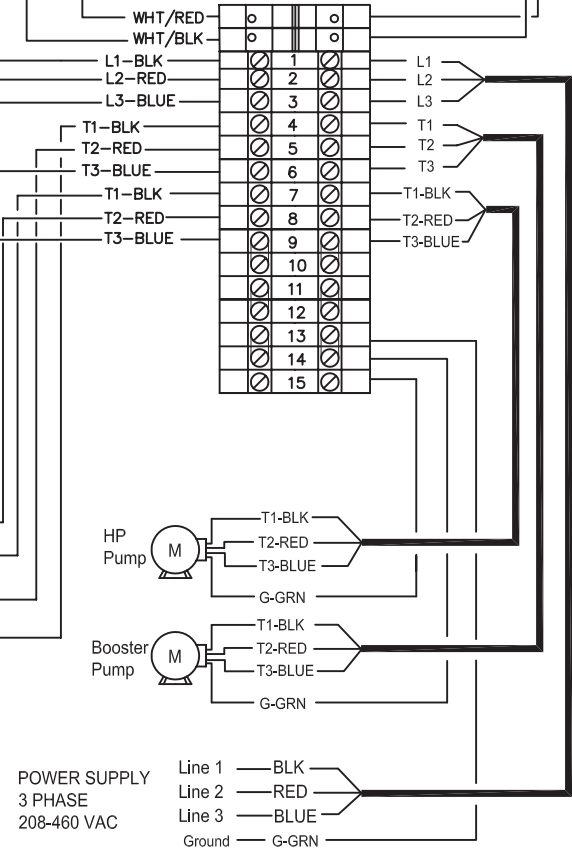 WHT/RED
WHT/BLK
L1-BLK 1 L1
L2-RED 2 L2
L3-BLUE 3 L3
T1-BLK 4 T1
T2-RED 5 T2
T3-BLUE 6 T3
T1-BLK 7 T1-BLK
T2-RED 8 T2-RED
T3-BLUE 9 T3-BLUE
10
11
12
13
14
15
HP
Pump
M
T1-BLK
T2-RED
T3-BLUE
G-GRN
Booster
Pump
M
T1-BLK
T2-RED
T3-BLUE
G-GRN
POWER SUPPLY
3 PHASE
208-460 VAC
Line 1 BLK
Line 2 RED
Line 3 BLUE
Ground G-GRN